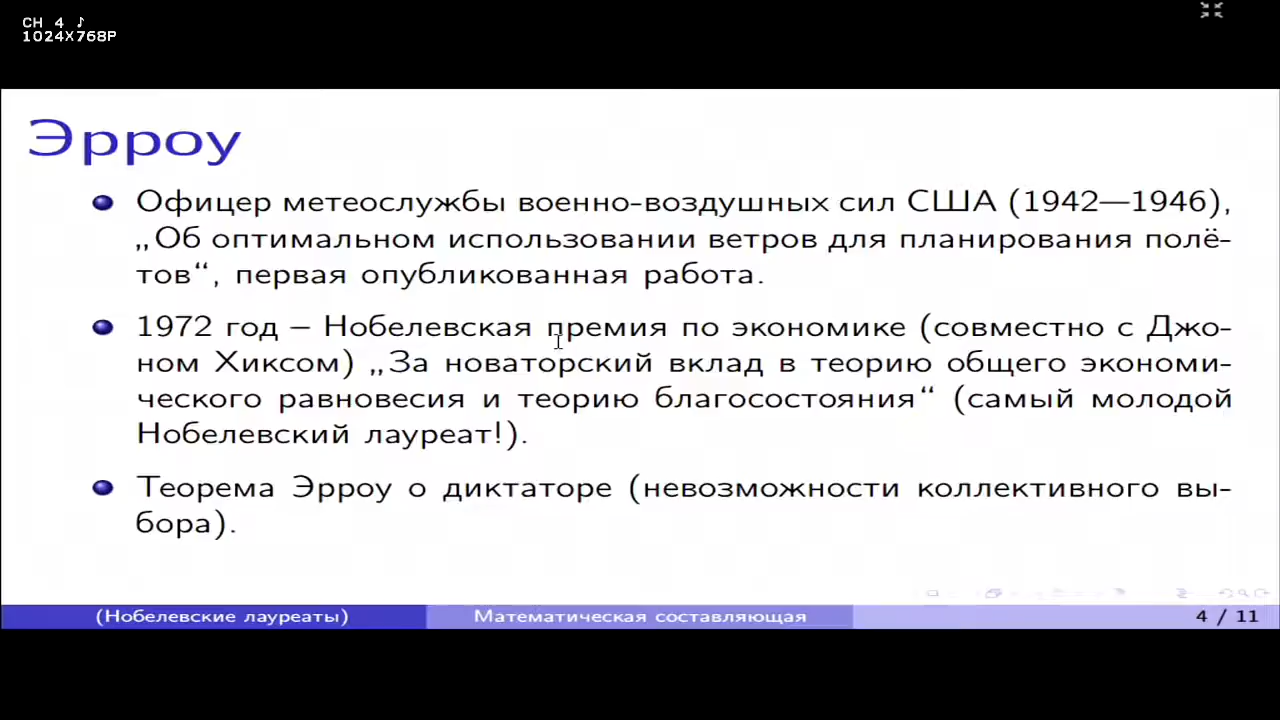 CH 4 ♪
1024X768P
Эрроу
Офицер метеослужбы военно-воздушных сил США (1942—1946),
„Об оптимальном использовании ветров для планирования полё-
тов“, первая опубликованная работа.
1972 год – Нобелевская премия по экономике (совместно с Джо-
ном Хиксом) „За новаторский вклад в теорию общего экономи-
ческого равновесия и теорию благосостояния“ (самый молодой
Нобелевский лауреат!).
Теорема Эрроу о диктаторе (невозможности коллективного вы-
бора).
(Нобелевские лауреаты)
Математическая составляющая
4 / 11